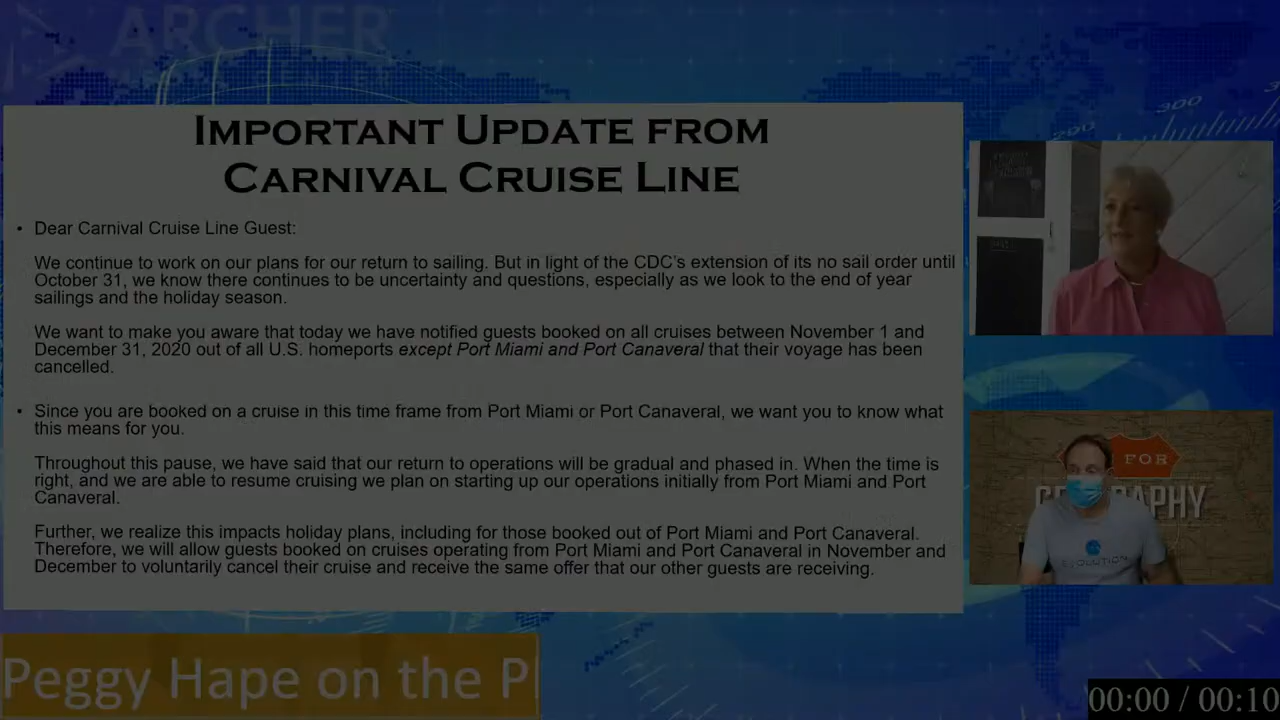 ARCHER
IMPORTANT UPDATE FROM
CARNIVAL CRUISE LINE
• Dear Carnival Cruise Line Guest:
We continue to work on our plans for our return to sailing. But in light of the CDC's extension of its no sail order until
October 31, we know there continues to be uncertainty and questions, especially as we look to the end of year
sailings and the holiday season.
We want to make you aware that today we have notified guests booked on all cruises between November 1 and
December 31, 2020 out of all U.S. homeports except Port Miami and Port Canaveral that their voyage has been
cancelled.
• Since you are booked on a cruise in this time frame from Port Miami or Port Canaveral, we want you to know what
this means for you.
Throughout this pause, we have said that our return to operations will be gradual and phased in. When the time is
right, and we are able to resume cruising we plan on starting up our operations initially from Port Miami and Port
Canaveral.
Further, we realize this impacts holiday plans, including for those booked out of Port Miami and Port Canaveral.
Therefore, we will allow guests booked on cruises operating from Port Miami and Port Canaveral in November and
December to voluntarily cancel their cruise and receive the same offer that our other guests are receiving.
290
300
FOR
Peggy Hape on the P
00:00 / 00:10